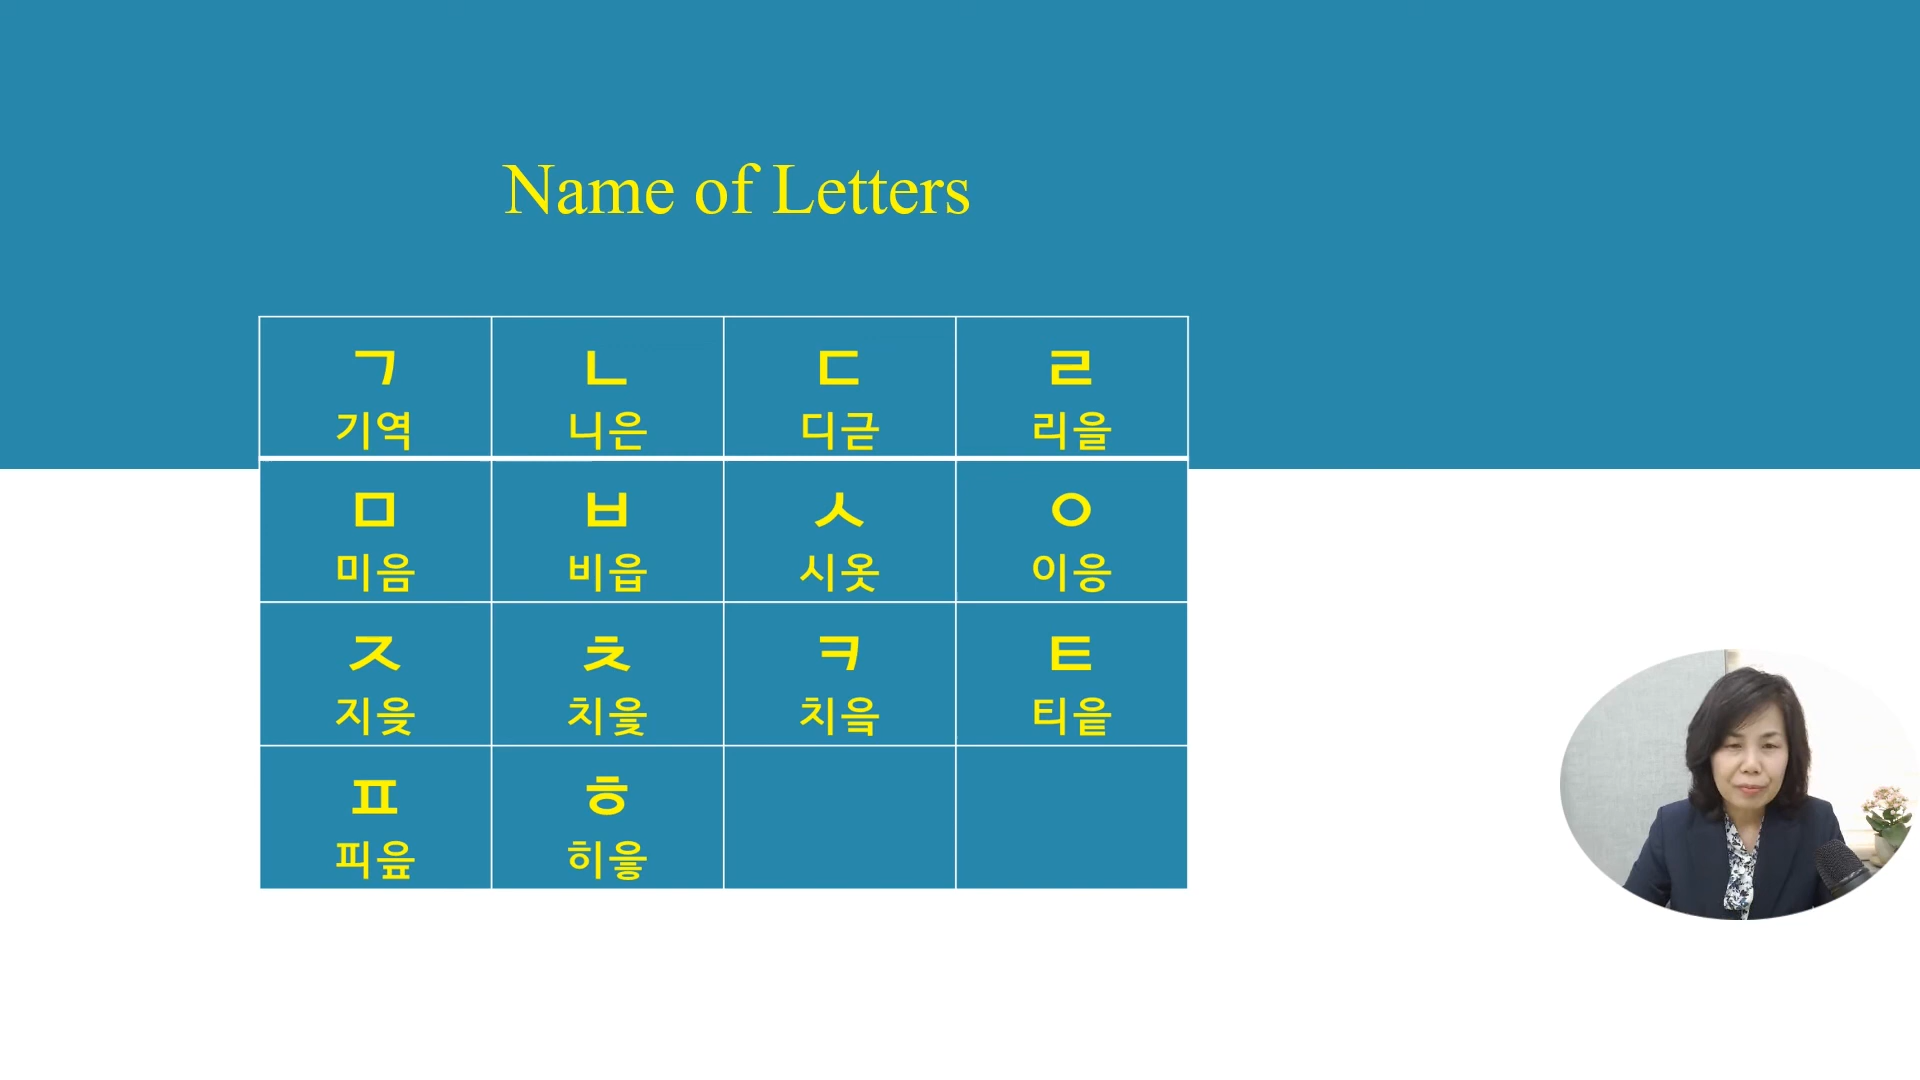 Name of Letters
ㄱ ㄴ ㄷ ㄹ
기역 니은 디귿 리을
ㅁ ㅂ ㅅ ㅇ
미음 비읍 시옷 이응
ㅈ ㅊ ㅋ ㅌ
지읒 치읓 치읔 티읕
ㅍ ㅎ
피읖 히읗